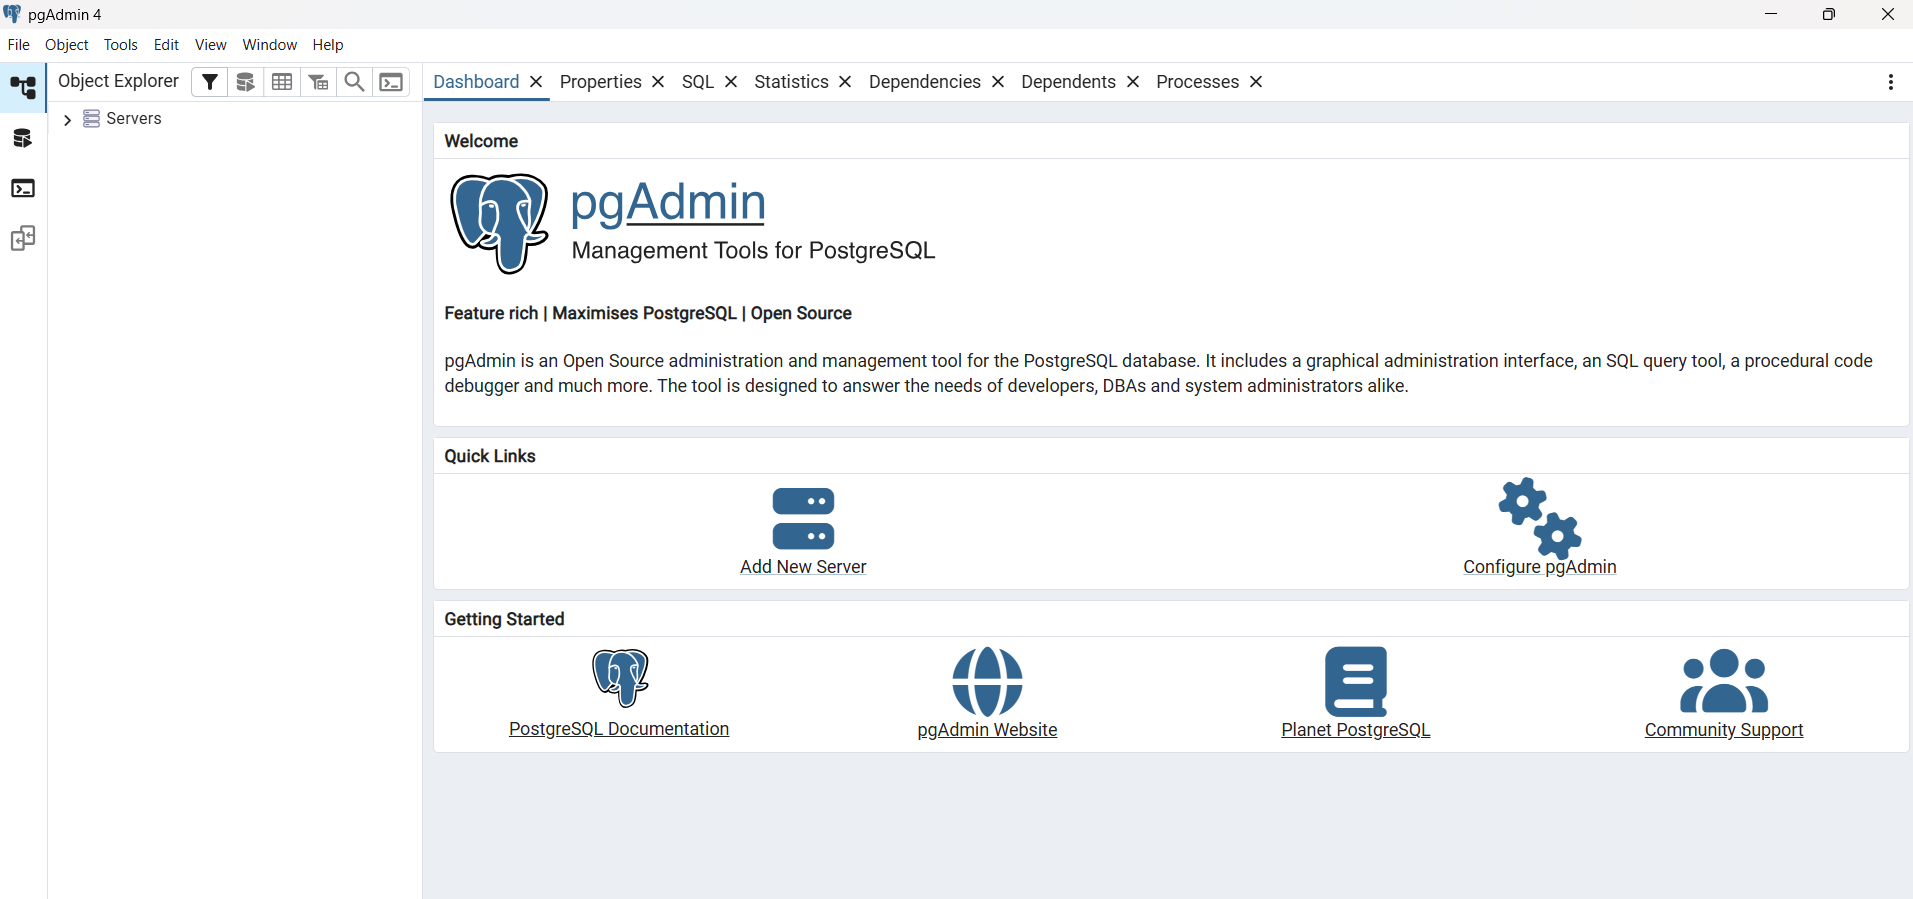 pgAdmin 4
File Object Tools Edit View Window Help
Object Explorer
Dashboard Properties SQL Statistics Dependencies Dependents Processes
Servers
Welcome
pgAdmin
Management Tools for PostgreSQL
Feature rich | Maximises PostgreSQL | Open Source
pgAdmin is an Open Source administration and management tool for the PostgreSQL database. It includes a graphical administration interface, an SQL query tool, a procedural code
debugger and much more. The tool is designed to answer the needs of developers, DBAs and system administrators alike.
Quick Links
Add New Server Configure pgAdmin
Getting Started
PostgreSQL Documentation pgAdmin Website Planet PostgreSQL Community Support